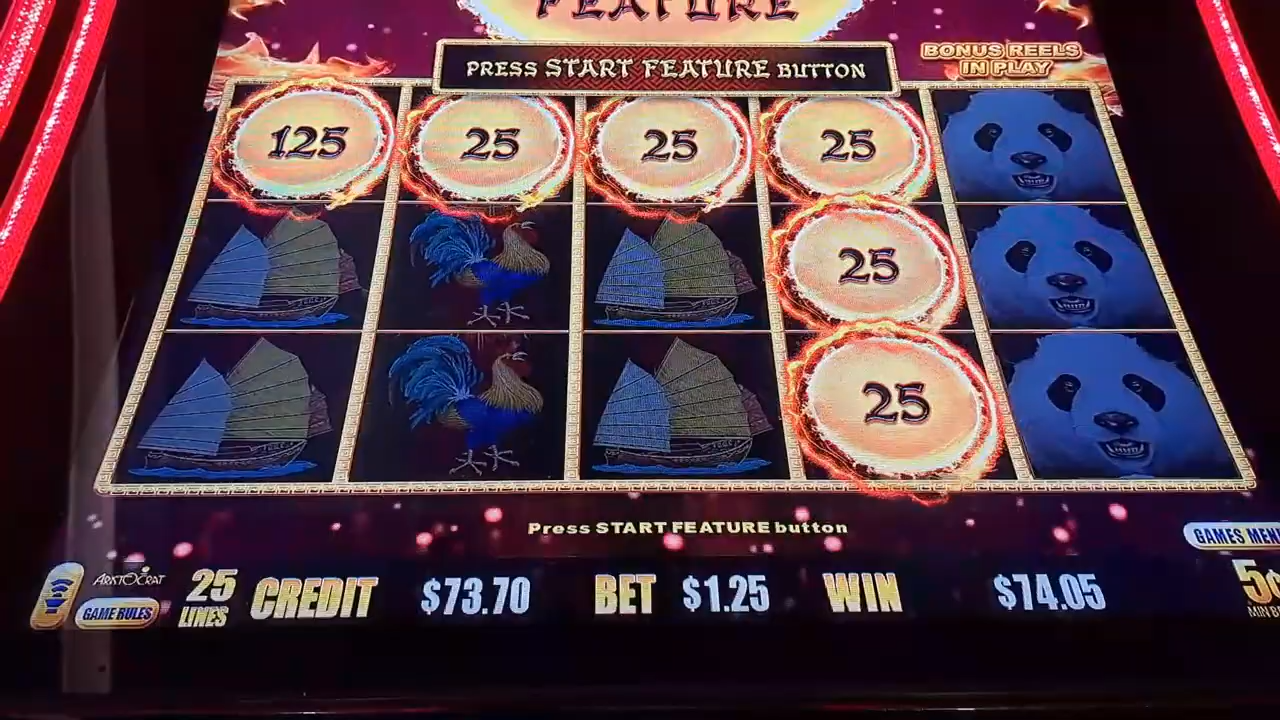 FEATURE
PRESS START FEATURE BUTTON
BONUS REELS
IN PLAY
125 25 25 25
25
25
Press START FEATURE button
GAMES MENU
ARISTOCRAT
GAME RULES
25
LINES
CREDIT $73.70 BET $1.25 WIN $74.05
5¢